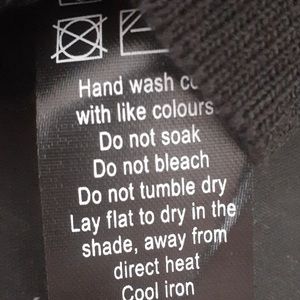 Hand wash
with like colours
Do not soak
Do not bleach
Do not tumble dry
Lay flat to dry in the
shade, away from
direct heat
Cool iron